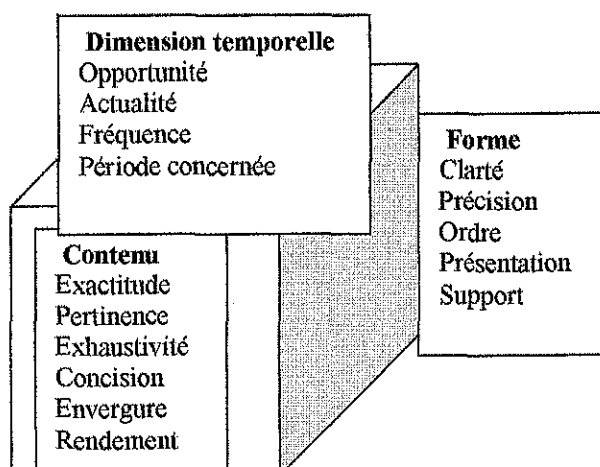 Dimension temporelle
Opportunité
Actualité
Fréquence
Période concernée
Forme
Clarté
Précision
Ordre
Présentation
Support
Contenu
Exactitude
Pertinence
Exhaustivité
Concision
Envergure
Rendement